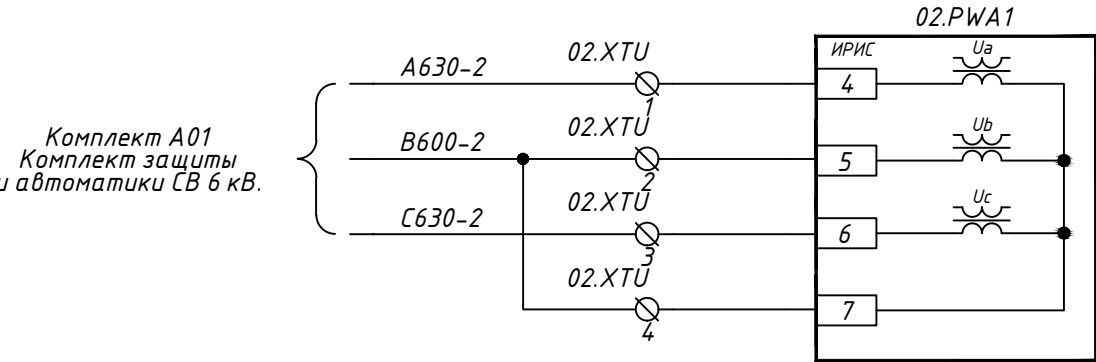 02.PWA1
ИРИС
Ua
02.XTU
A630-2
4
1
02.XTU
Ub
Комплект А01
Комплект защиты
и автоматики СВ 6 кВ.
B600-2
5
2
02.XTU
Uc
C630-2
6
3
02.XTU
7
4